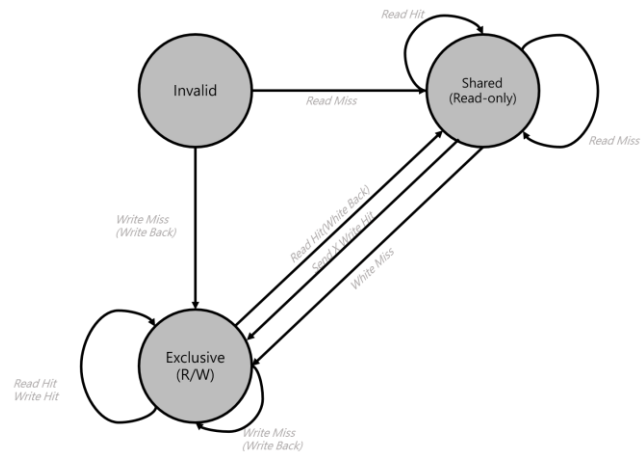 Read Hit
Invalid
Shared
(Read-only)
Read Miss
Read Miss
Write Miss
(Write Back)
Read Hit(White Back)
Send X Write Hit
White Miss
Exclusive
(R/W)
Read Hit
Write Hit
Write Miss
(Write Back)